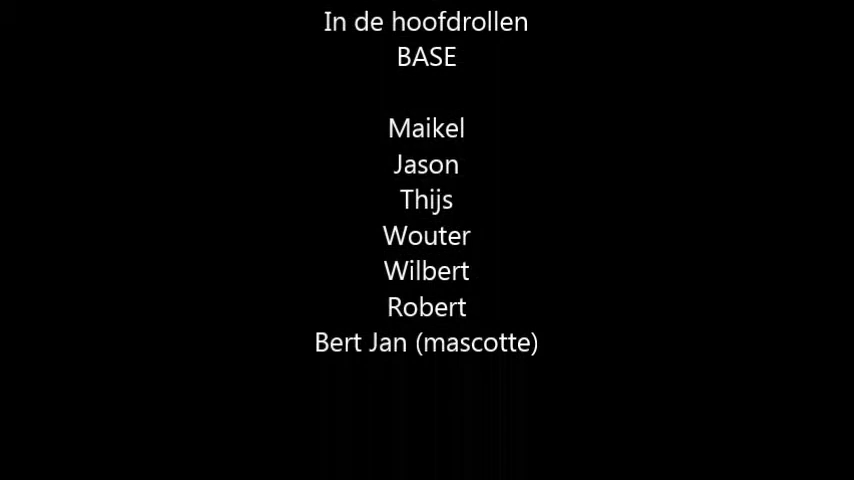 In de hoofdrollen
BASE
Maikel
Jason
Thijs
Wouter
Wilbert
Robert
Bert Jan (mascotte)